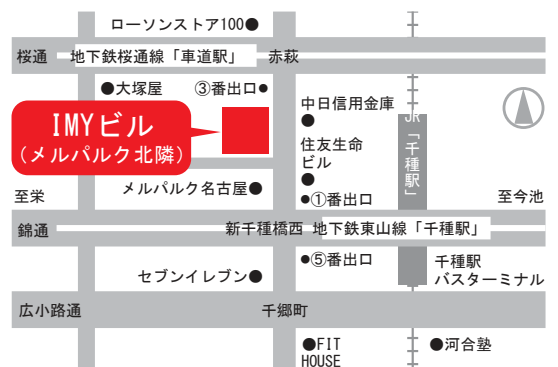 ローソンストア100●
桜通
地下鉄桜通線「車道駅」
赤萩
●大塚屋
③番出口●
中日信用金庫
●
JR「千種駅」
IMYビル
(メルパルク北隣)
住友生命
ビル
●
メルパルク名古屋●
●①番出口
至栄
至今池
錦通
新千種橋西
地下鉄東山線「千種駅」
●⑤番出口
千種駅
バスターミナル
セブンイレブン●
広小路通
千郷町
●FIT
HOUSE
●河合塾